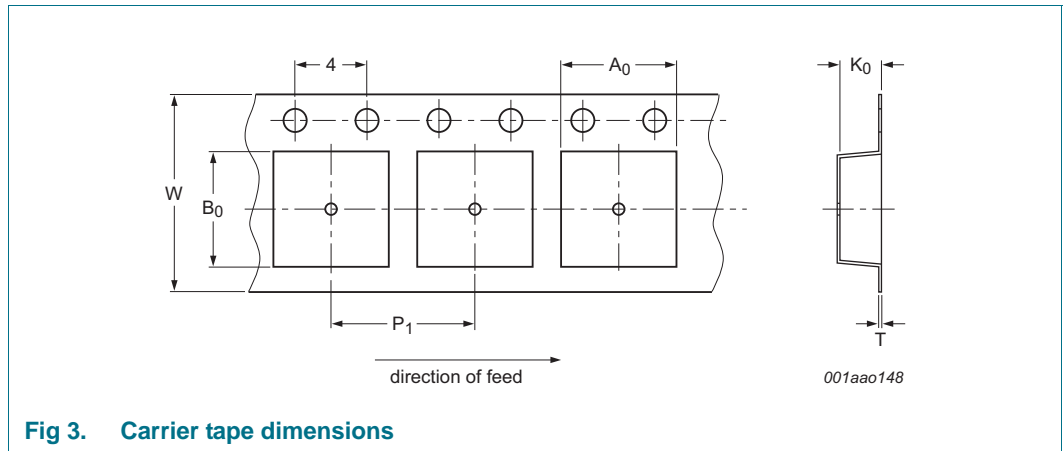 4
A0
K0
W
B0
P1
T
direction of feed
001aao148
Fig 3. Carrier tape dimensions